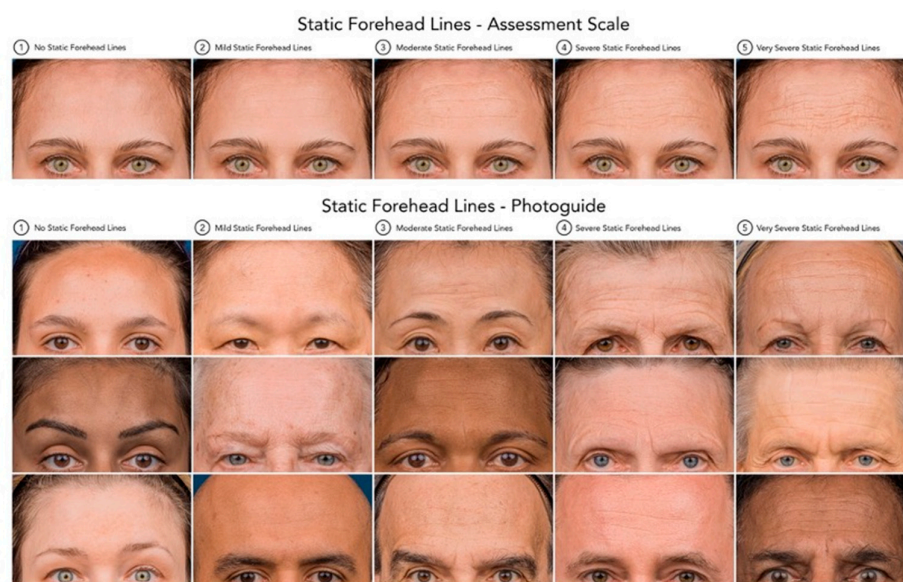 Static Forehead Lines - Assessment Scale
1 No Static Forehead Lines 2 Mild Static Forehead Lines 3 Moderate Static Forehead Lines 4 Severe Static Forehead Lines 5 Very Severe Static Forehead Lines
Static Forehead Lines - Photoguide
1 No Static Forehead Lines 2 Mild Static Forehead Lines 3 Moderate Static Forehead Lines 4 Severe Static Forehead Lines 5 Very Severe Static Forehead Lines